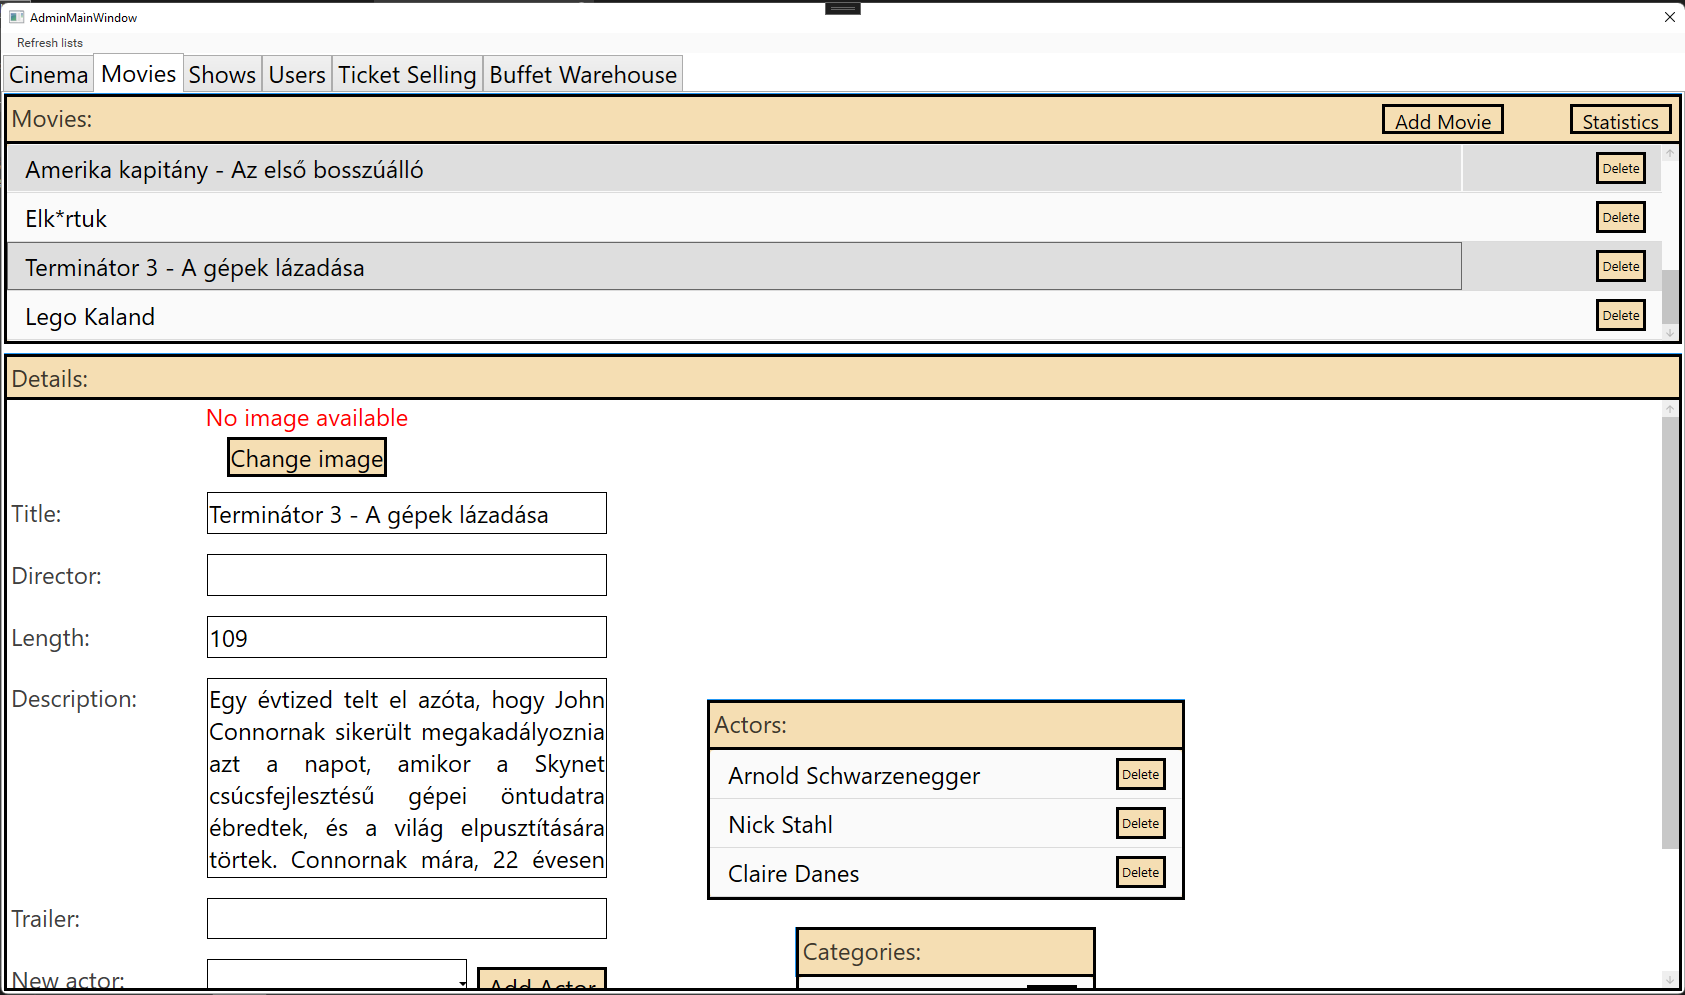 AdminMainWindow
Refresh lists
Cinema Movies Shows Users Ticket Selling Buffet Warehouse
Movies: Add Movie Statistics
Amerika kapitány - Az első bosszúálló Delete
Elk*rtuk Delete
Terminátor 3 - A gépek lázadása Delete
Lego Kaland Delete
Details:
No image available
Change image
Title: Terminátor 3 - A gépek lázadása
Director:
Length: 109
Description: Egy évtized telt el azóta, hogy John
Connornak sikerült megakadályoznia
azt a napot, amikor a Skynet
csúcsfejlesztésű gépei öntudatra
ébredtek, és a világ elpusztítására
törtek. Connornak mára, 22 évesen
Actors:
Arnold Schwarzenegger Delete
Nick Stahl Delete
Claire Danes Delete
Trailer:
Categories:
New actor: Add Actor